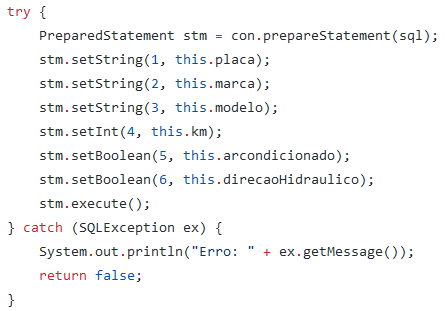 try {
    PreparedStatement stm = con.prepareStatement(sql);
    stm.setString(1, this.placa);
    stm.setString(2, this.marca);
    stm.setString(3, this.modelo);
    stm.setInt(4, this.km);
    stm.setBoolean(5, this.arcondicionado);
    stm.setBoolean(6, this.direcaoHidraulico);
    stm.execute();
} catch (SQLException ex) {
    System.out.println("Erro: " + ex.getMessage());
    return false;
}